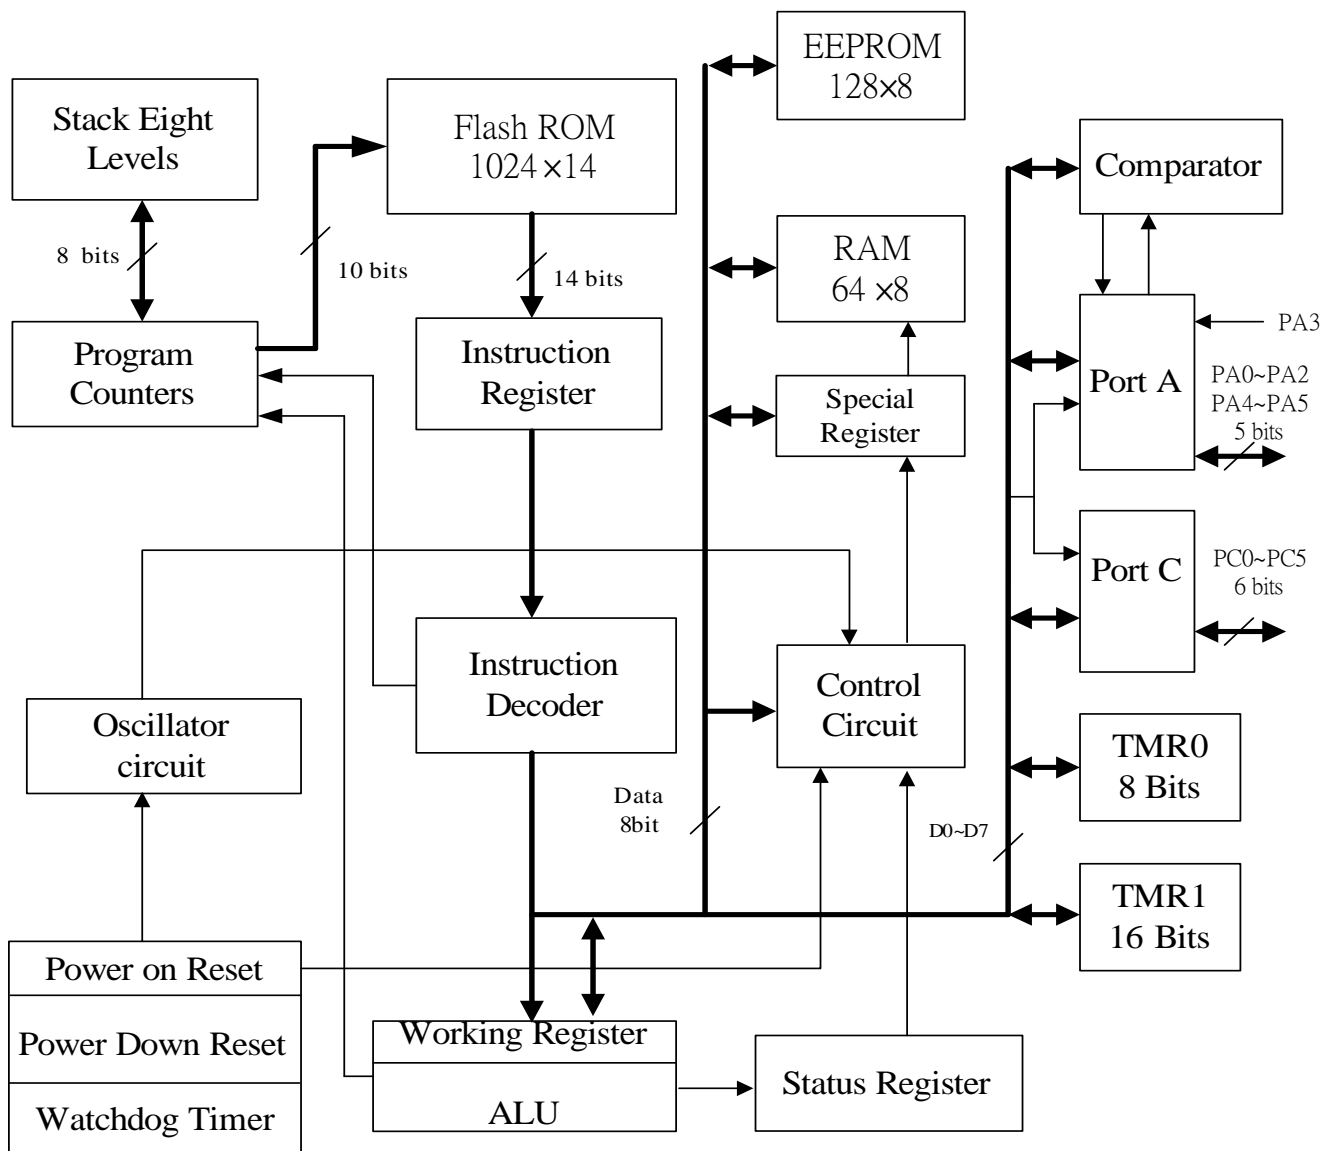 EEPROM
128×8
Stack Eight
Levels
Flash ROM
1024 ×14
Comparator
8 bits
10 bits
14 bits
RAM
64 ×8
PA3
Program
Counters
Instruction
Register
Special
Register
Port A
PA0~PA2
PA4~PA5
5 bits
Port C
PC0~PC5
6 bits
Instruction
Decoder
Control
Circuit
Oscillator
circuit
TMR0
8 Bits
Data
8bit
D0~D7
TMR1
16 Bits
Power on Reset
Power Down Reset
Watchdog Timer
Working Register
ALU
Status Register